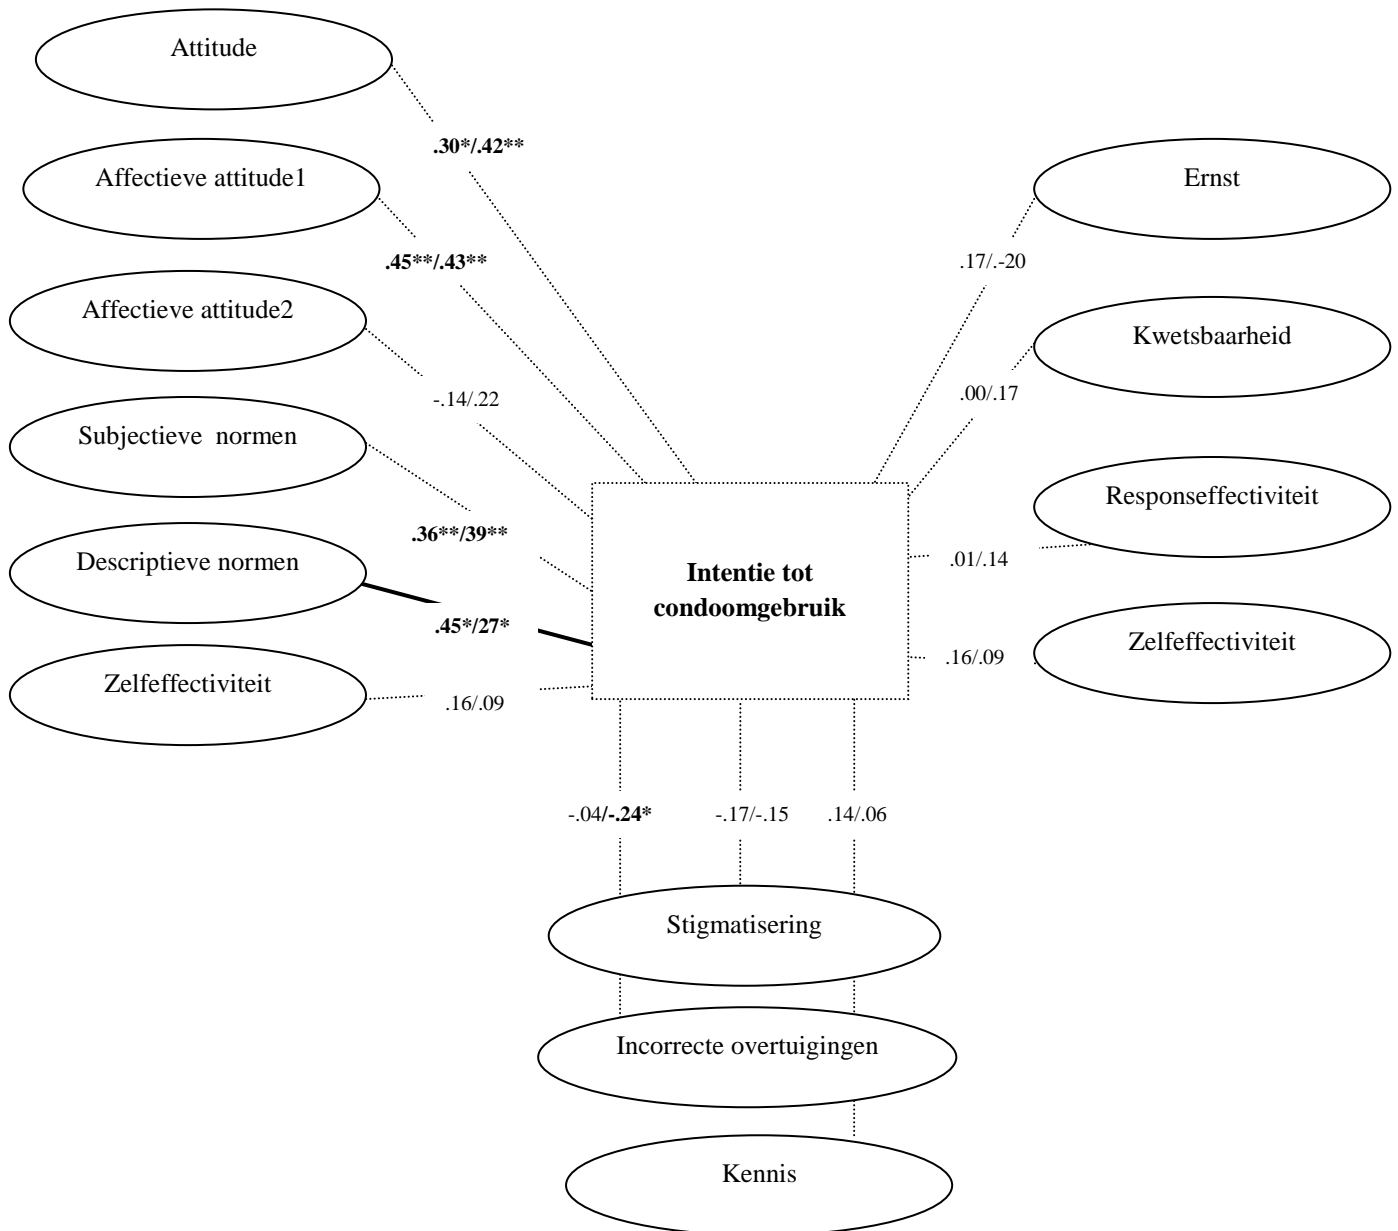 Attitude
.30*/.42**
Affectieve attitude1
Ernst
.45**/.43**
.17/.-20
Affectieve attitude2
Kwetsbaarheid
-.14/.22
.00/.17
Subjectieve normen
Responseffectiviteit
.36**/39**
Descriptieve normen
.01/.14
Intentie tot
condoomgebruik
.45*/27*
Zelfeffectiviteit
.16/.09
Zelfeffectiviteit
.16/.09
-.04/-.24*
-.17/-.15
.14/.06
Stigmatisering
Incorrecte overtuigingen
Kennis